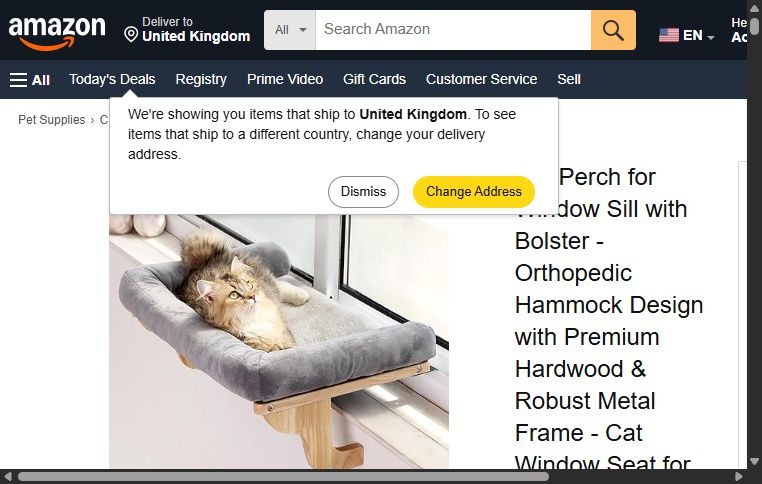 amazon
Deliver to
United Kingdom
All
Search Amazon
EN
He
Ac
All
Today's Deals
Registry
Prime Video
Gift Cards
Customer Service
Sell
Pet Supplies › C
We're showing you items that ship to United Kingdom. To see
items that ship to a different country, change your delivery
address.
Dismiss
Change Address
Perch for
Window Sill with
Bolster -
Orthopedic
Hammock Design
with Premium
Hardwood &
Robust Metal
Frame - Cat
Window Seat for